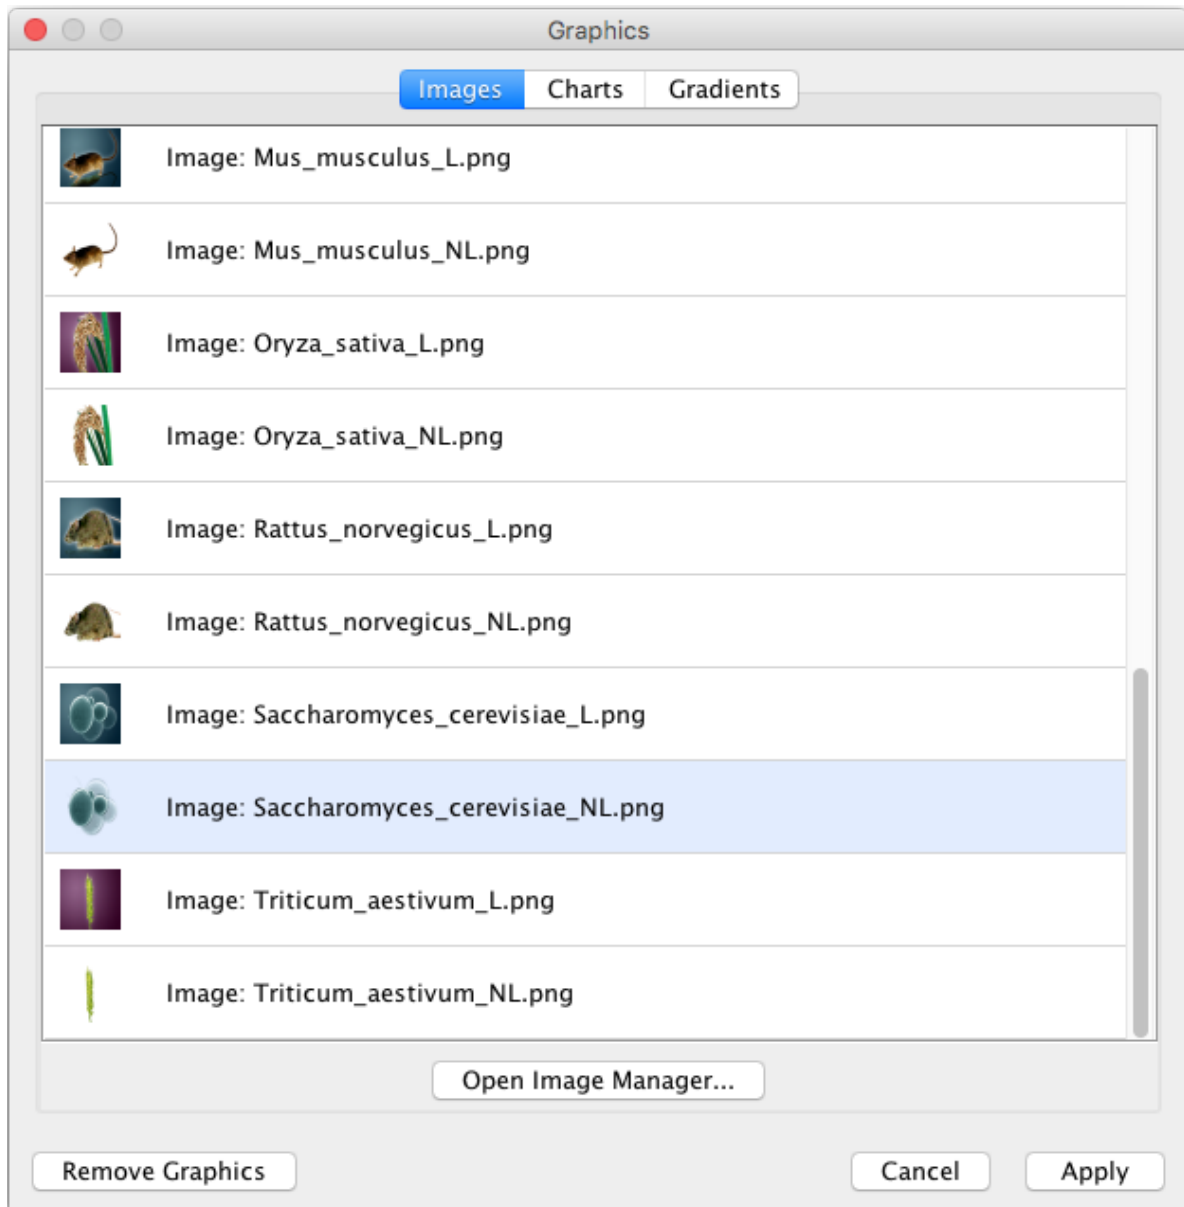 Graphics
Images Charts Gradients
Image: Mus_musculus_L.png
Image: Mus_musculus_NL.png
Image: Oryza_sativa_L.png
Image: Oryza_sativa_NL.png
Image: Rattus_norvegicus_L.png
Image: Rattus_norvegicus_NL.png
Image: Saccharomyces_cerevisiae_L.png
Image: Saccharomyces_cerevisiae_NL.png
Image: Triticum_aestivum_L.png
Image: Triticum_aestivum_NL.png
Open Image Manager...
Remove Graphics Cancel Apply